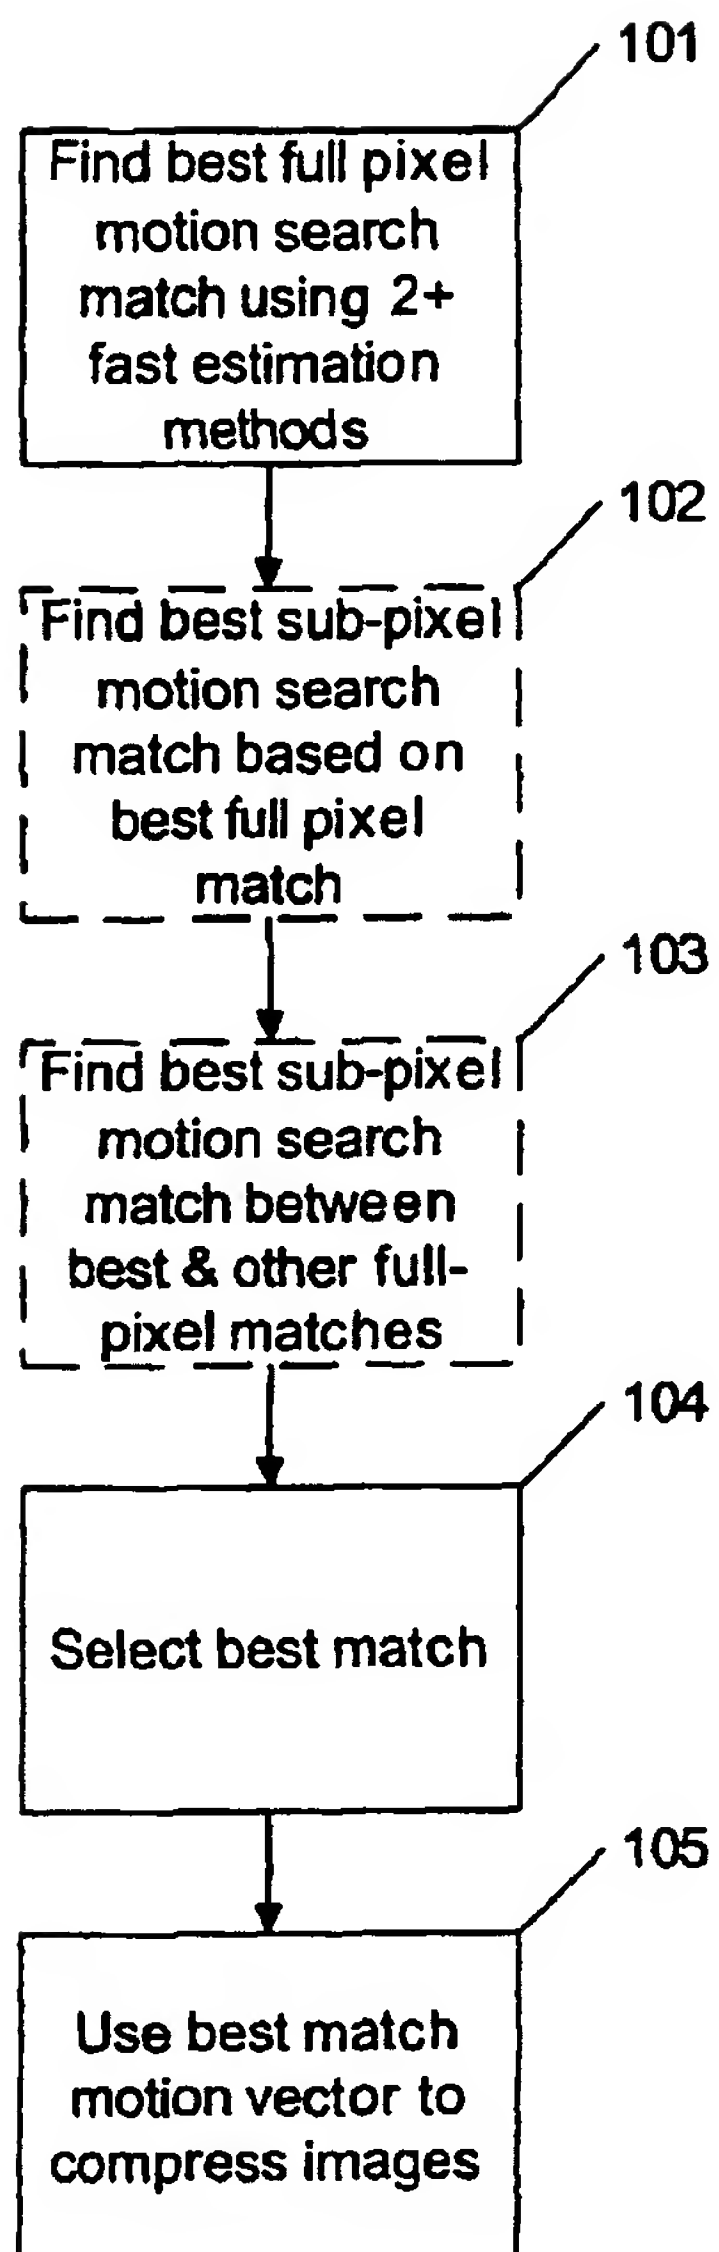 101
Find best full pixel
motion search
match using 2+
fast estimation
methods
102
Find best sub-pixel
motion search
match based on
best full pixel
match
103
Find best sub-pixel
motion search
match between
best & other full-
pixel matches
104
Select best match
105
Use best match
motion vector to
compress images